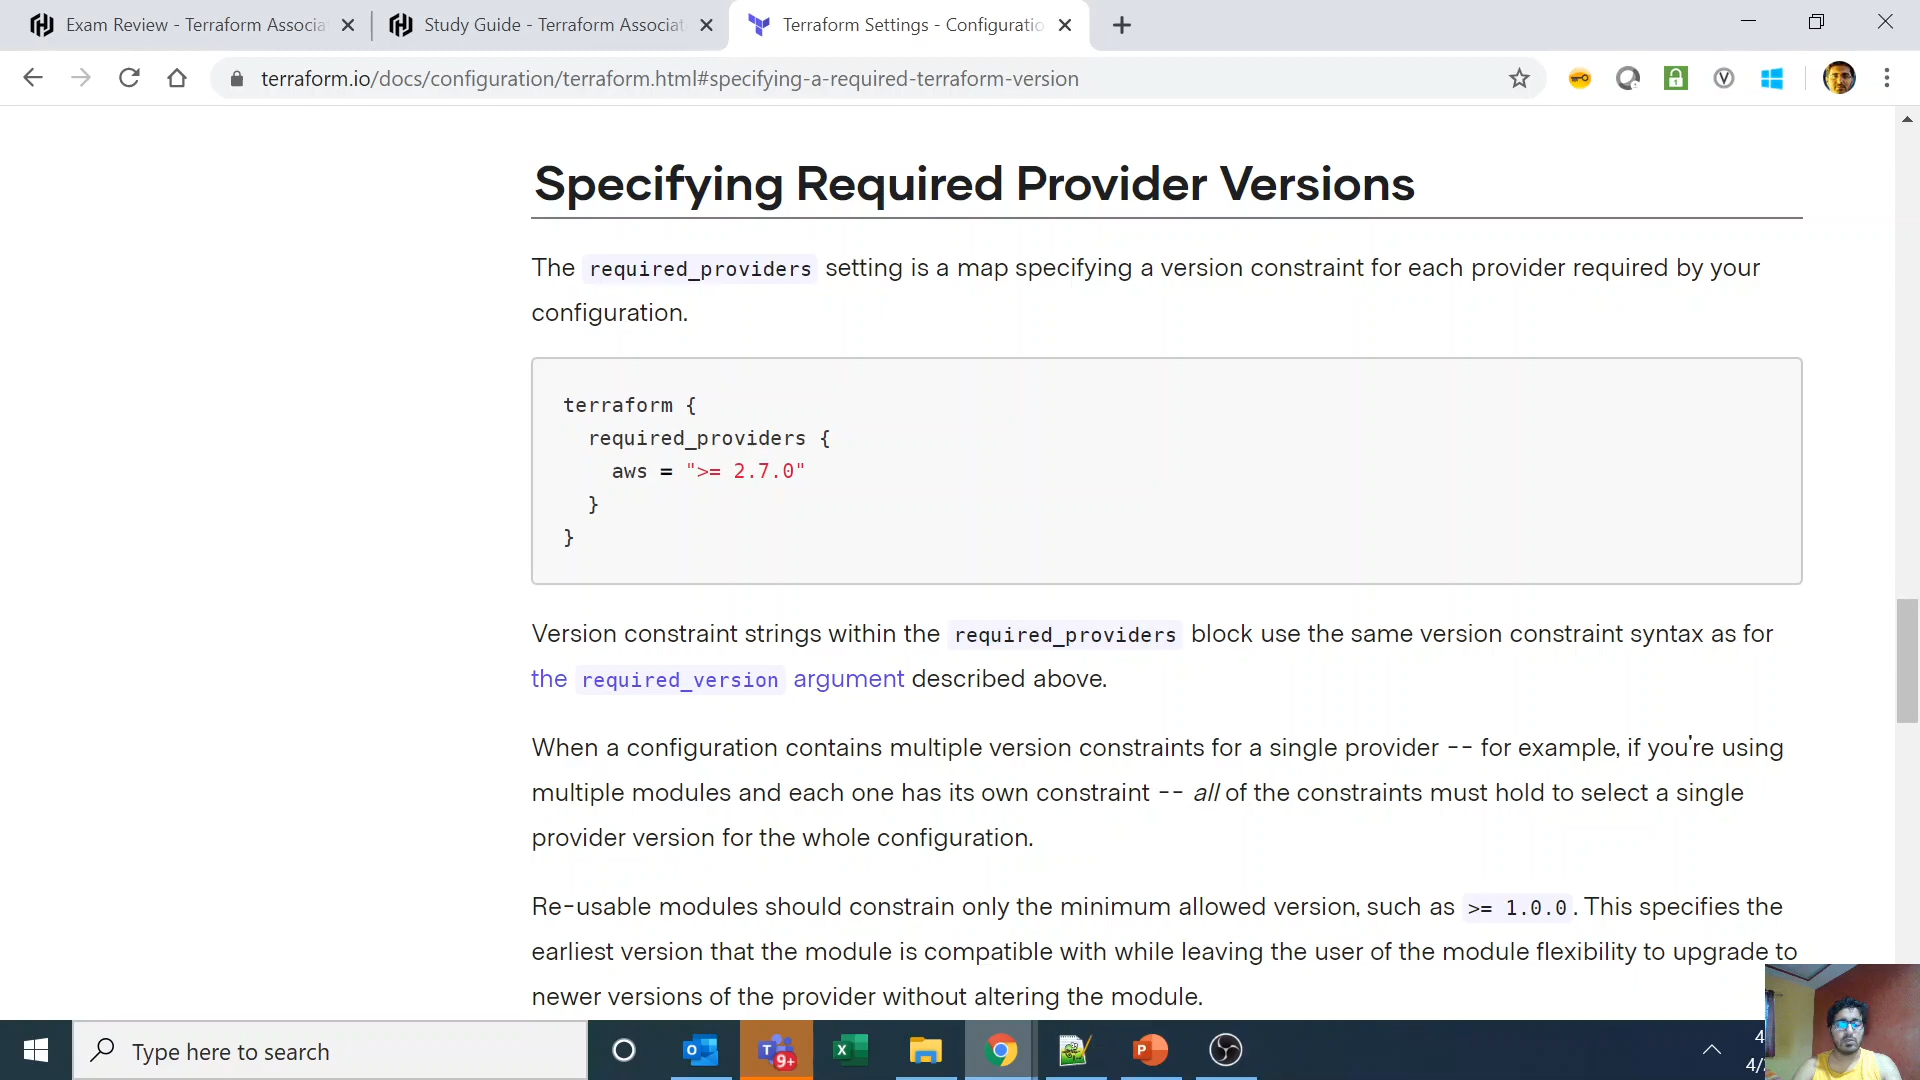 Exam Review - Terraform Associat
Study Guide - Terraform Associat
Terraform Settings - Configuratio
terraform.io/docs/configuration/terraform.html#specifying-a-required-terraform-version
Specifying Required Provider Versions
The required_providers setting is a map specifying a version constraint for each provider required by your
configuration.
terraform {
  required_providers {
    aws = ">= 2.7.0"
  }
}
Version constraint strings within the required_providers block use the same version constraint syntax as for
the required_version argument described above.
When a configuration contains multiple version constraints for a single provider -- for example, if you're using
multiple modules and each one has its own constraint -- all of the constraints must hold to select a single
provider version for the whole configuration.
Re-usable modules should constrain only the minimum allowed version, such as >= 1.0.0. This specifies the
earliest version that the module is compatible with while leaving the user of the module flexibility to upgrade to
newer versions of the provider without altering the module.
Type here to search
9+
4
4/